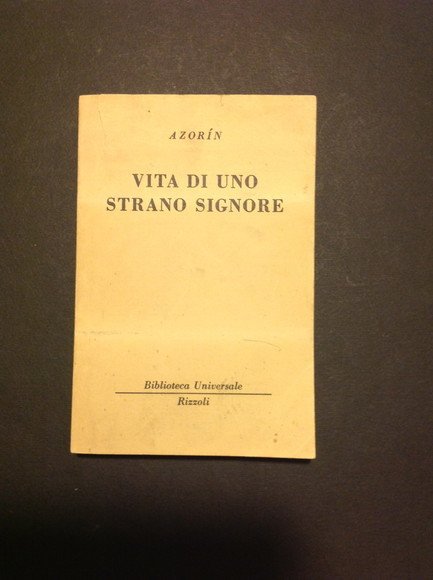 AZORÍN
VITA DI UNO
STRANO SIGNORE
Biblioteca Universale
Rizzoli